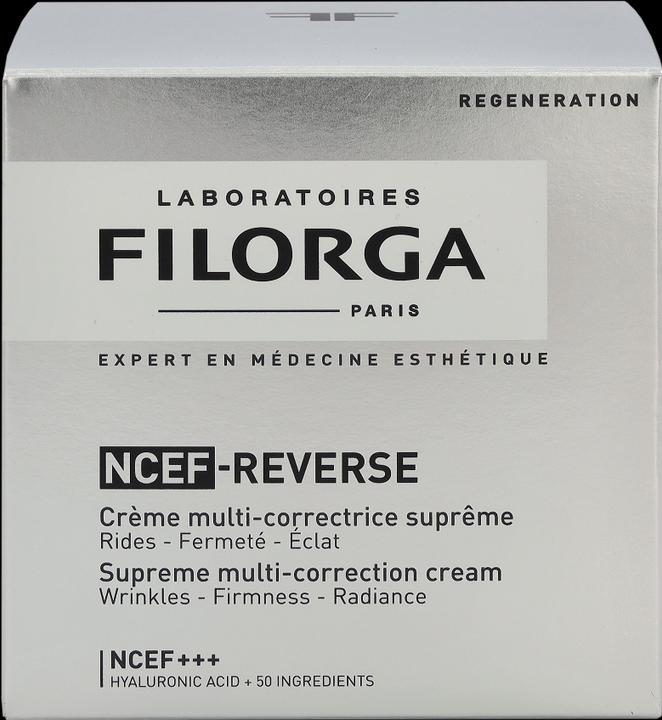 REGENERATION
LABORATOIRES
FILORGA
PARIS
EXPERT EN MÉDECINE ESTHÉTIQUE
NCEF-REVERSE
Crème multi-correctrice suprême
Rides - Fermeté - Éclat
Supreme multi-correction cream
Wrinkles - Firmness - Radiance
NCEF+++
HYALURONIC ACID + 50 INGREDIENTS